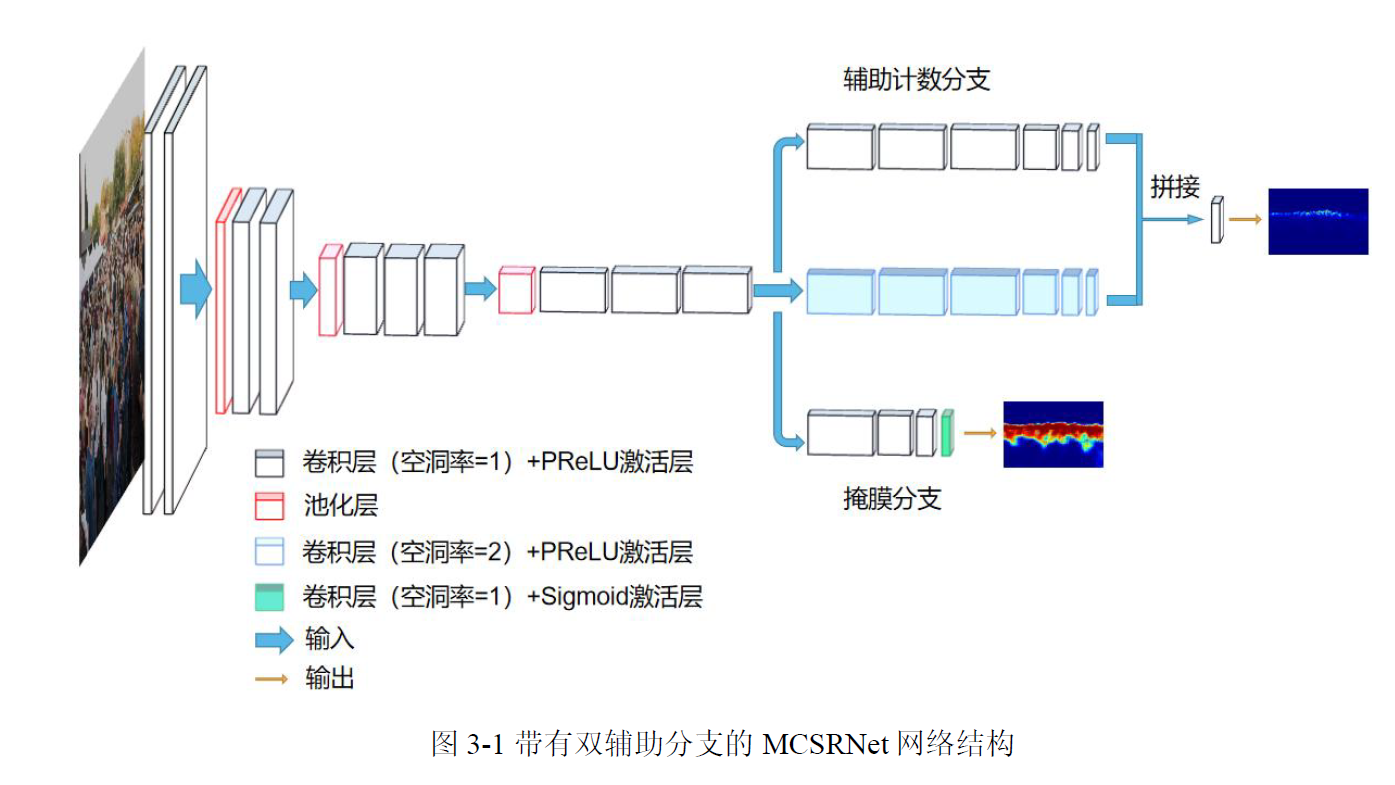 辅助计数分支
拼接
掩膜分支
卷积层（空洞率=1）+PReLU激活层
池化层
卷积层（空洞率=2）+PReLU激活层
卷积层（空洞率=1）+Sigmoid激活层
输入
输出
图 3-1 带有双辅助分支的 MCSRNet 网络结构